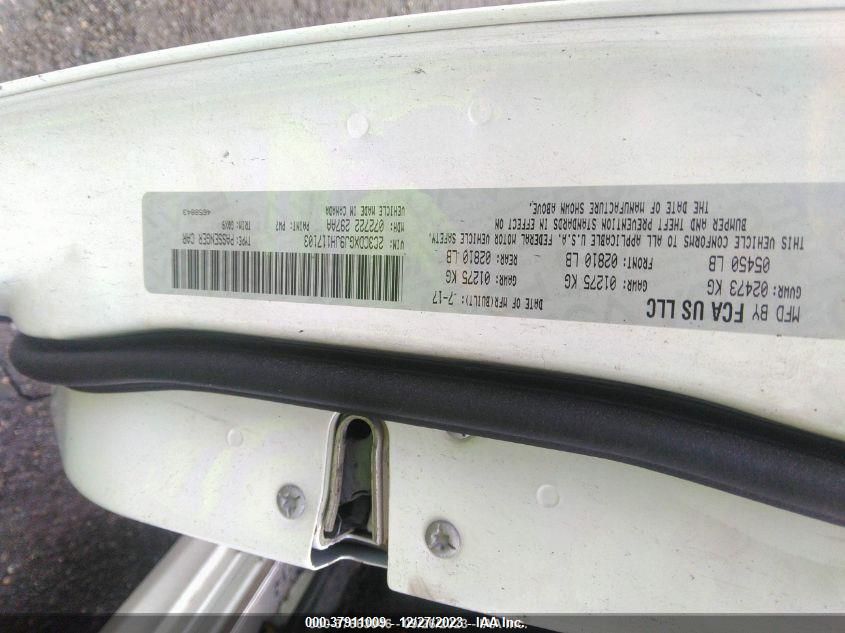 MFD BY FCA US LLC
DATE OF MFR(BUILT): 7-17
GVWR: 02473 KG
GAWR: 01275 KG
GAWR: 01275 KG
05450 LB
FRONT: 02810 LB
REAR: 02810 LB
THIS VEHICLE CONFORMS TO ALL APPLICABLE U.S.A. FEDERAL MOTOR VEHICLE SAFETY,
BUMPER AND THEFT PREVENTION STANDARDS IN EFFECT ON
THE DATE OF MANUFACTURE SHOWN ABOVE.
VIN: 2C3CDXGJ8JH117103
TYPE: PASSENGER CAR
MDH: 072722 297AA
PAINT: PW7
TRIM: Q0X9
VEHICLE MADE IN CANADA
4658843
000-37911009 12/27/2023 IAA Inc.